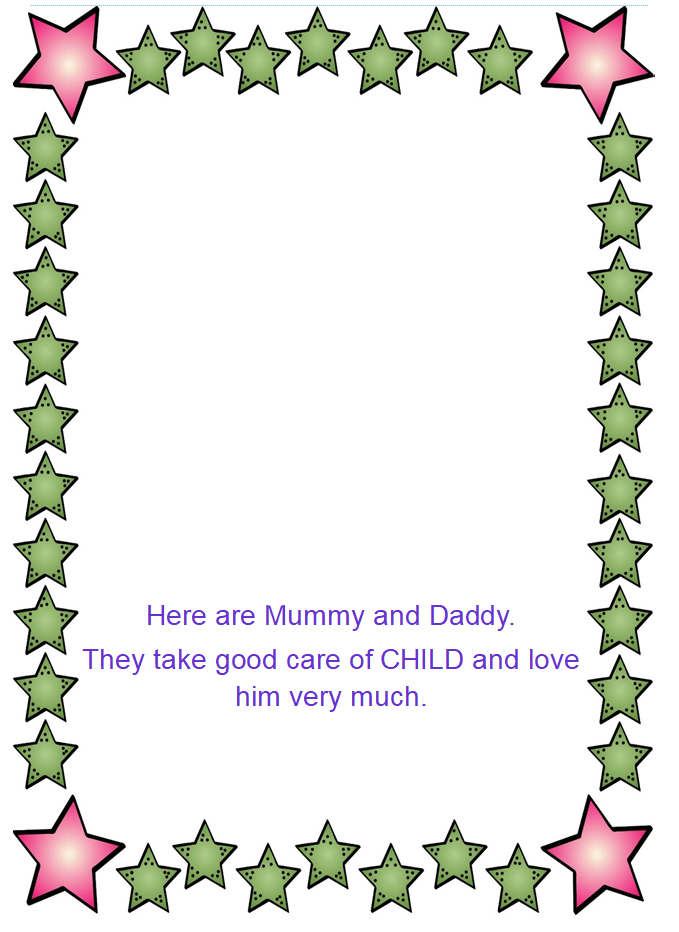 Here are Mummy and Daddy.
They take good care of CHILD and love
him very much.